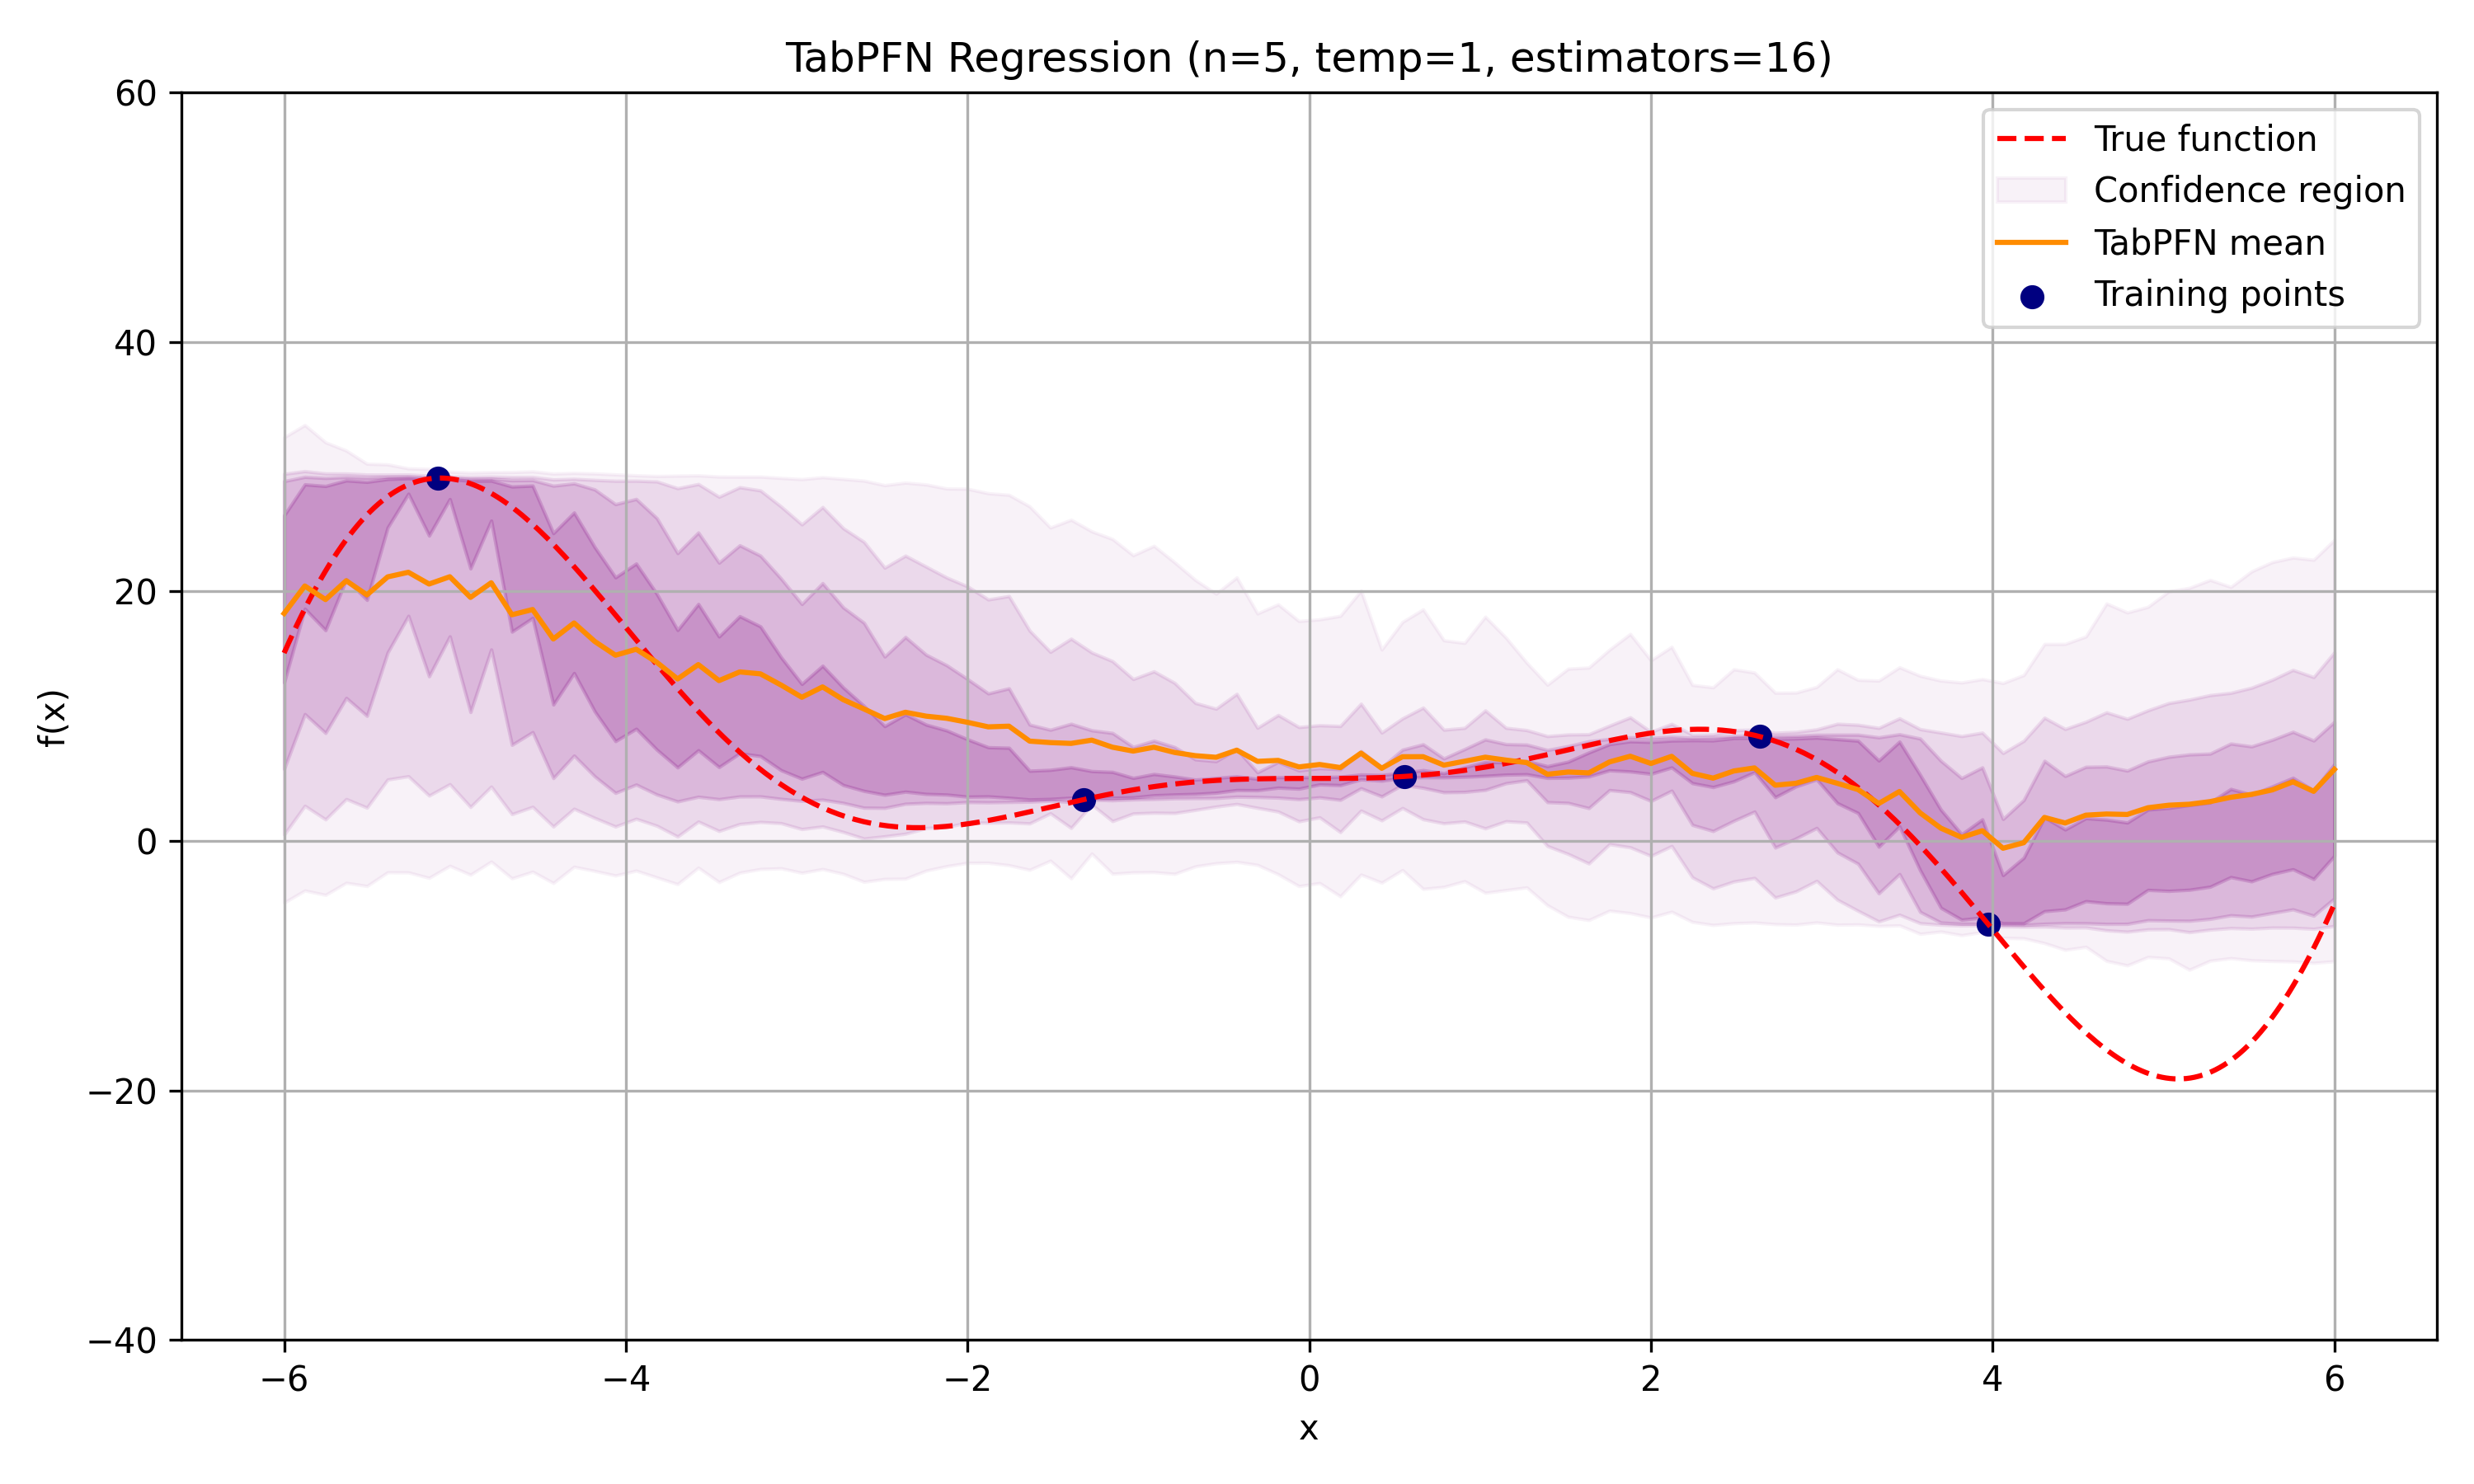 TabPFN Regression (n=5, temp=1, estimators=16)
True function
Confidence region
TabPFN mean
Training points
f(x)
60
40
20
0
−20
−40
−6
−4
−2
0
2
4
6
x